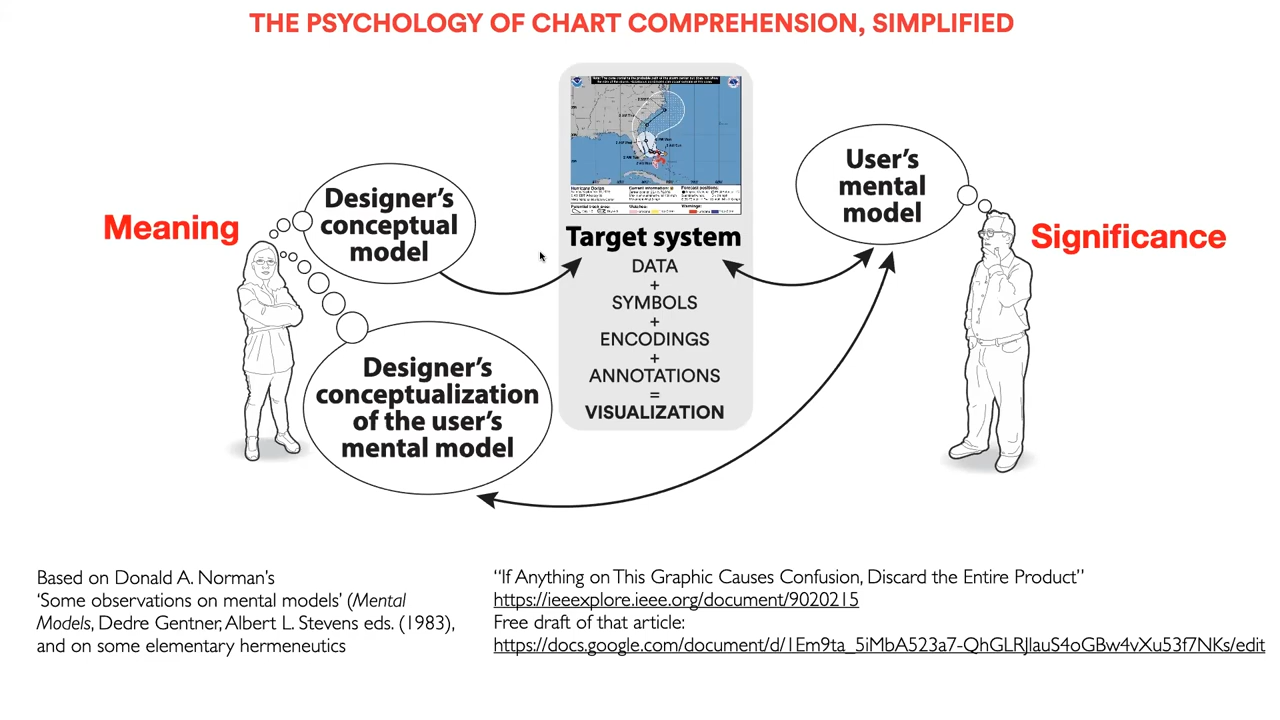 THE PSYCHOLOGY OF CHART COMPREHENSION, SIMPLIFIED
Meaning
Designer's
conceptual
model
Designer's
conceptualization
of the user's
mental model
Target system
DATA
+
SYMBOLS
+
ENCODINGS
+
ANNOTATIONS
=
VISUALIZATION
User's
mental
model
Significance
Based on Donald A. Norman's
'Some observations on mental models' (Mental
Models, Dedre Gentner, Albert L. Stevens eds. (1983),
and on some elementary hermeneutics
“If Anything on This Graphic Causes Confusion, Discard the Entire Product”
https://ieeexplore.ieee.org/document/9020215
Free draft of that article:
https://docs.google.com/document/d/1Em9ta_5iMbA523a7-QhGLRJlauS4oGBw4vXu53f7NKs/edit